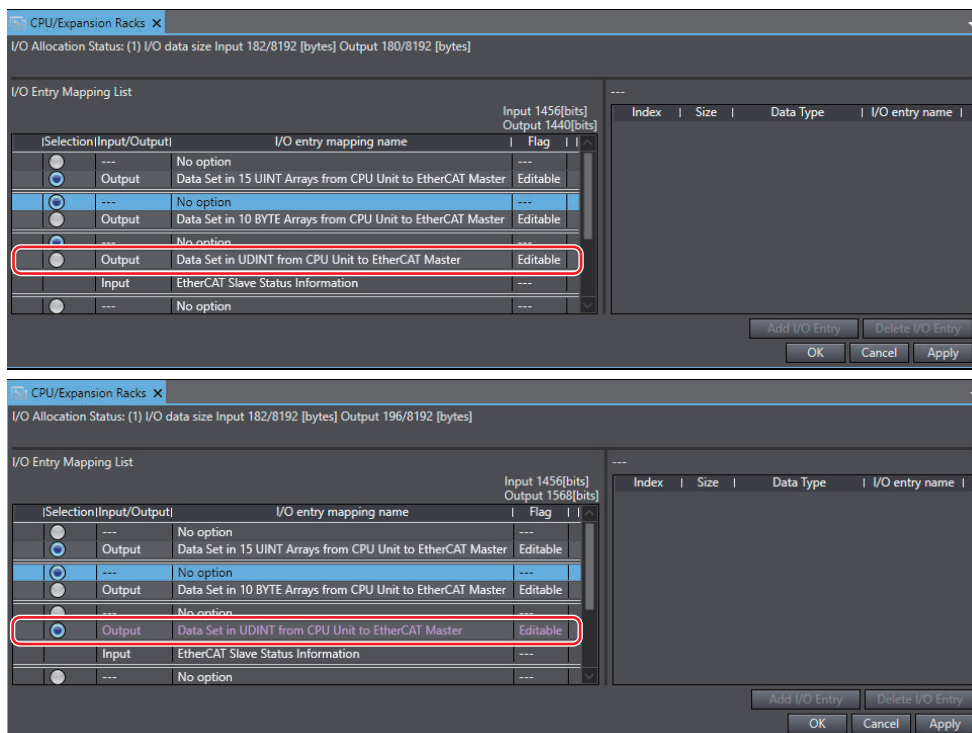 CPU/Expansion Racks ×
I/O Allocation Status: (1) I/O data size Input 182/8192 [bytes] Output 180/8192 [bytes]
I/O Entry Mapping List
---
Input 1456[bits]
Output 1440[bits]
Index | Size | Data Type | I/O entry name |
|Selection|Input/Output| I/O entry mapping name | Flag | |
--- No option ---
Output Data Set in 15 UINT Arrays from CPU Unit to EtherCAT Master Editable
--- No option ---
Output Data Set in 10 BYTE Arrays from CPU Unit to EtherCAT Master Editable
--- No option ---
Output Data Set in UDINT from CPU Unit to EtherCAT Master Editable
Input EtherCAT Slave Status Information ---
--- No option ---
Add I/O Entry Delete I/O Entry
OK Cancel Apply
CPU/Expansion Racks ×
I/O Allocation Status: (1) I/O data size Input 182/8192 [bytes] Output 196/8192 [bytes]
I/O Entry Mapping List
---
Input 1456[bits]
Output 1568[bits]
Index | Size | Data Type | I/O entry name |
|Selection|Input/Output| I/O entry mapping name | Flag | |
--- No option ---
Output Data Set in 15 UINT Arrays from CPU Unit to EtherCAT Master Editable
--- No option ---
Output Data Set in 10 BYTE Arrays from CPU Unit to EtherCAT Master Editable
--- No option ---
Output Data Set in UDINT from CPU Unit to EtherCAT Master Editable
Input EtherCAT Slave Status Information ---
--- No option ---
Add I/O Entry Delete I/O Entry
OK Cancel Apply